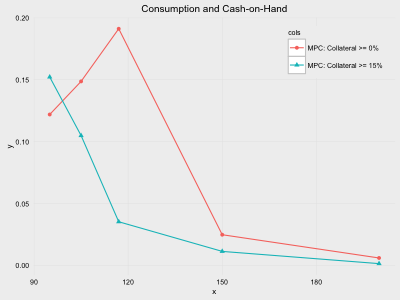 Consumption and Cash-on-Hand
cols
MPC: Collateral >= 0%
MPC: Collateral >= 15%
y
0.20
0.15
0.10
0.05
0.00
90 120 150 180
x